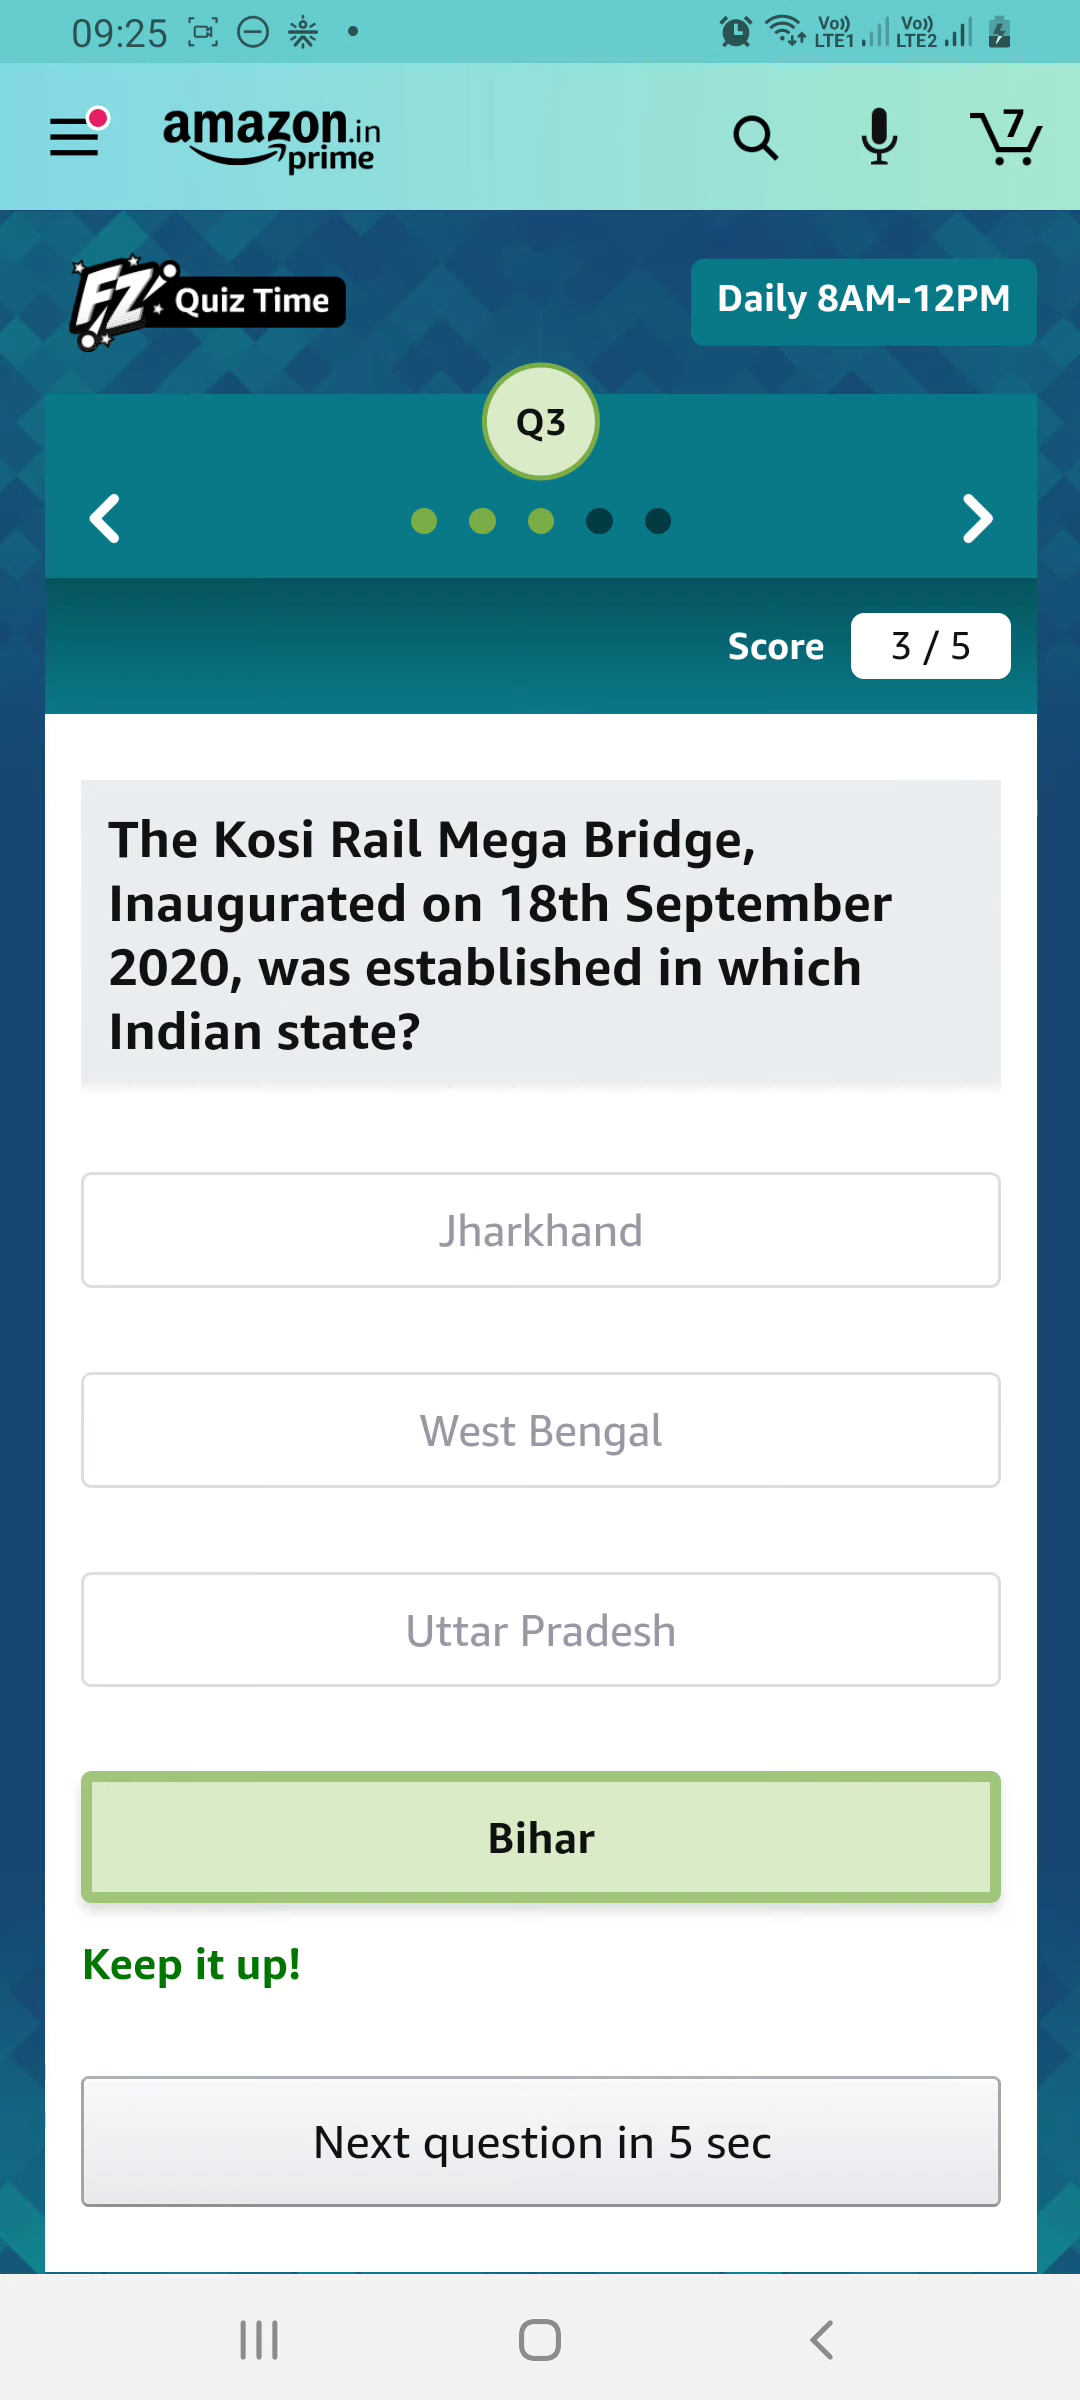 09:25
Vo)) LTE1 Vo)) LTE2
amazon.in
prime
7
FZ Quiz Time
Daily 8AM-12PM
Q3
Score 3 / 5
The Kosi Rail Mega Bridge,
Inaugurated on 18th September
2020, was established in which
Indian state?
Jharkhand
West Bengal
Uttar Pradesh
Bihar
Keep it up!
Next question in 5 sec